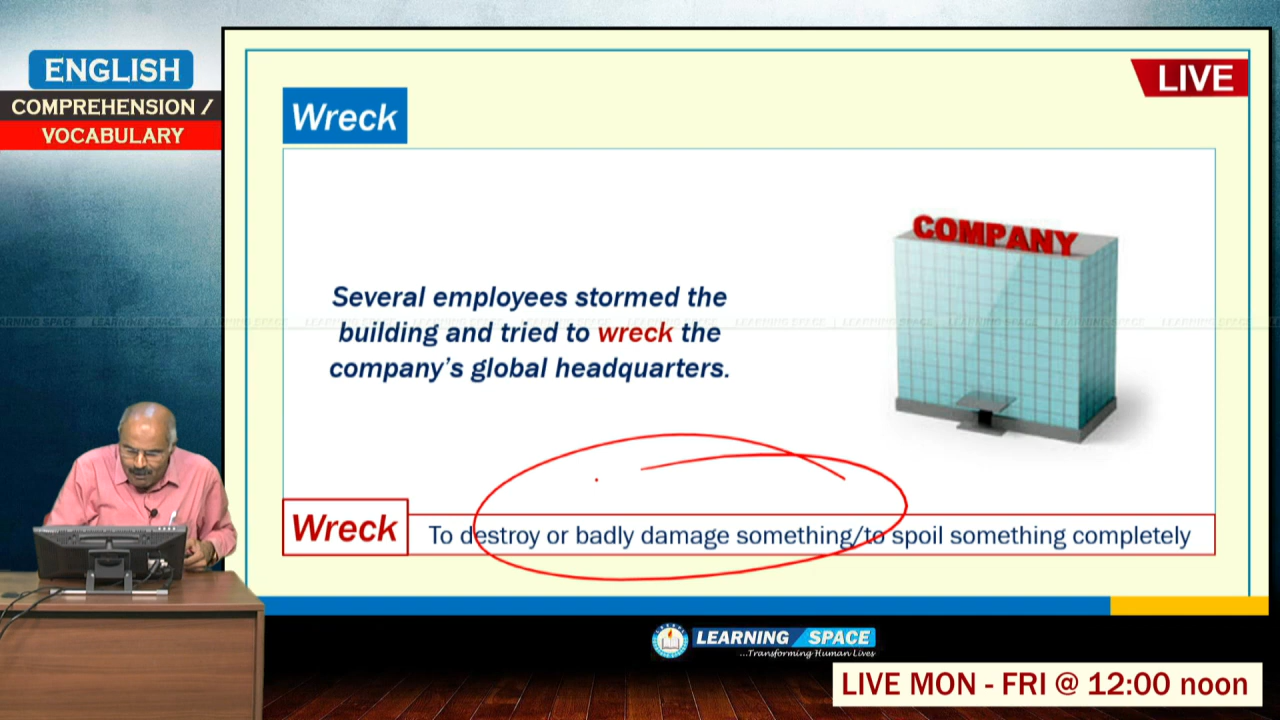 ENGLISH
COMPREHENSION /
VOCABULARY
LIVE
Wreck
COMPANY
Several employees stormed the
building and tried to wreck the
company's global headquarters.
LEARNING SPACE
Wreck
To destroy or badly damage something/to spoil something completely
LEARNING SPACE
...Transforming Human Lives
LIVE MON - FRI @ 12:00 noon